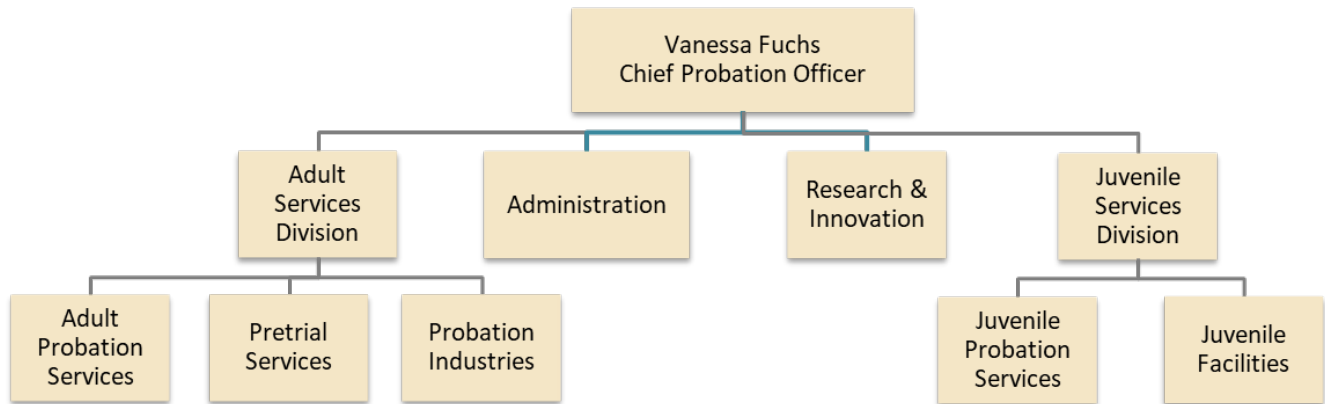 Vanessa Fuchs
Chief Probation Officer
Adult
Services
Division
Administration
Research &
Innovation
Juvenile
Services
Division
Adult
Probation
Services
Pretrial
Services
Probation
Industries
Juvenile
Probation
Services
Juvenile
Facilities